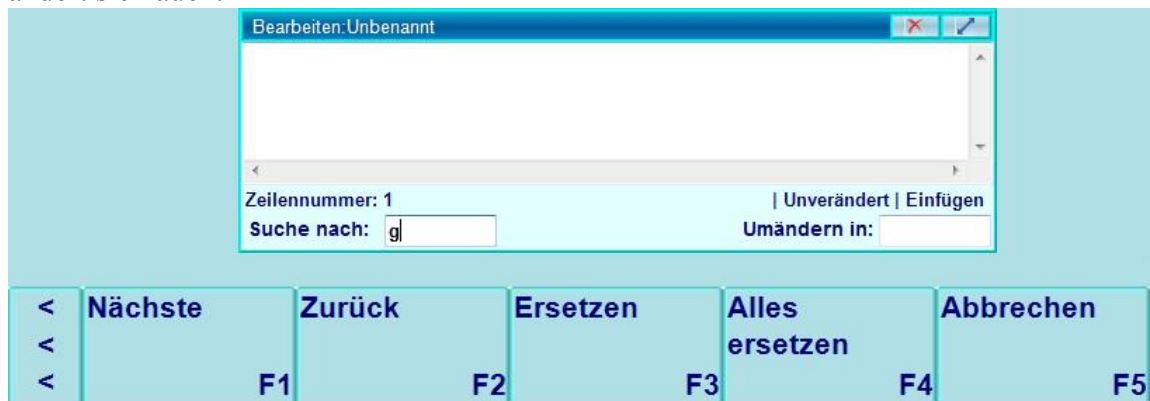 Bearbeiten:Unbenannt
Zeilennummer: 1 | Unverändert | Einfügen
Suche nach: g Umändern in:
< Nächste Zurück Ersetzen Alles Abbrechen
< ersetzen
< F1 F2 F3 F4 F5